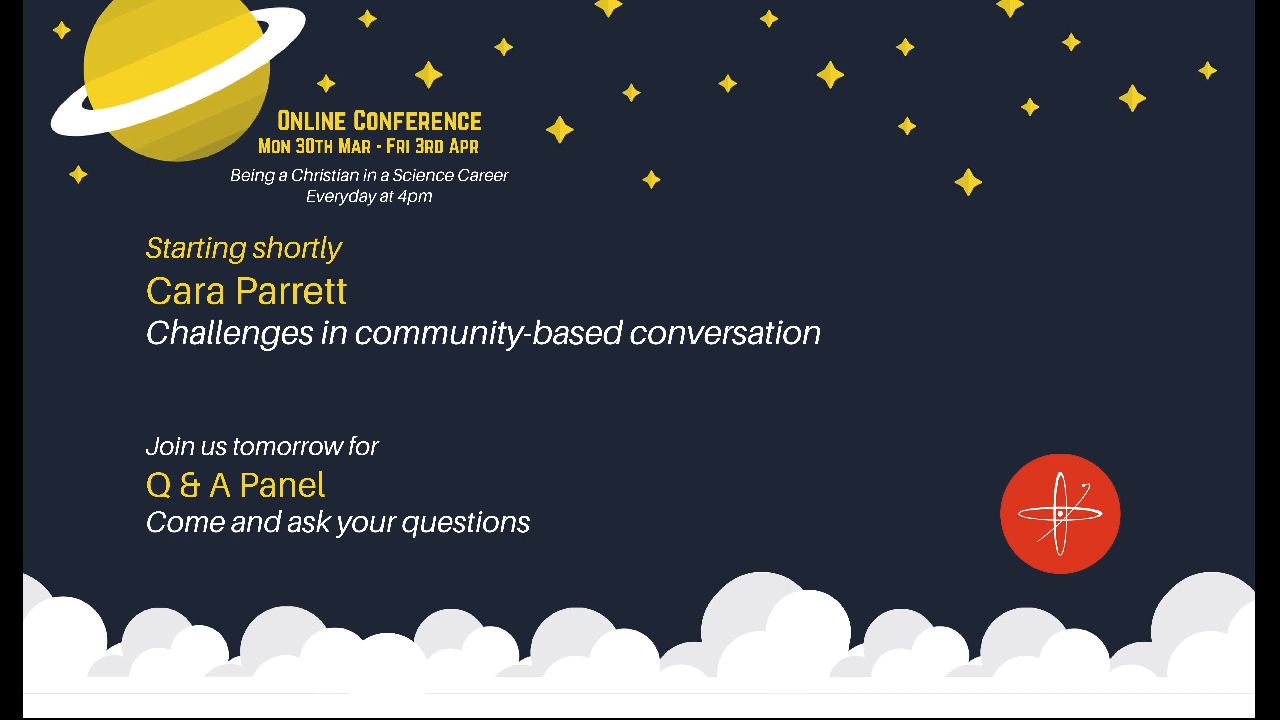 Online Conference
Mon 30th Mar - Fri 3rd Apr
Being a Christian in a Science Career
Everyday at 4pm
Starting shortly
Cara Parrett
Challenges in community-based conversation
Join us tomorrow for
Q & A Panel
Come and ask your questions